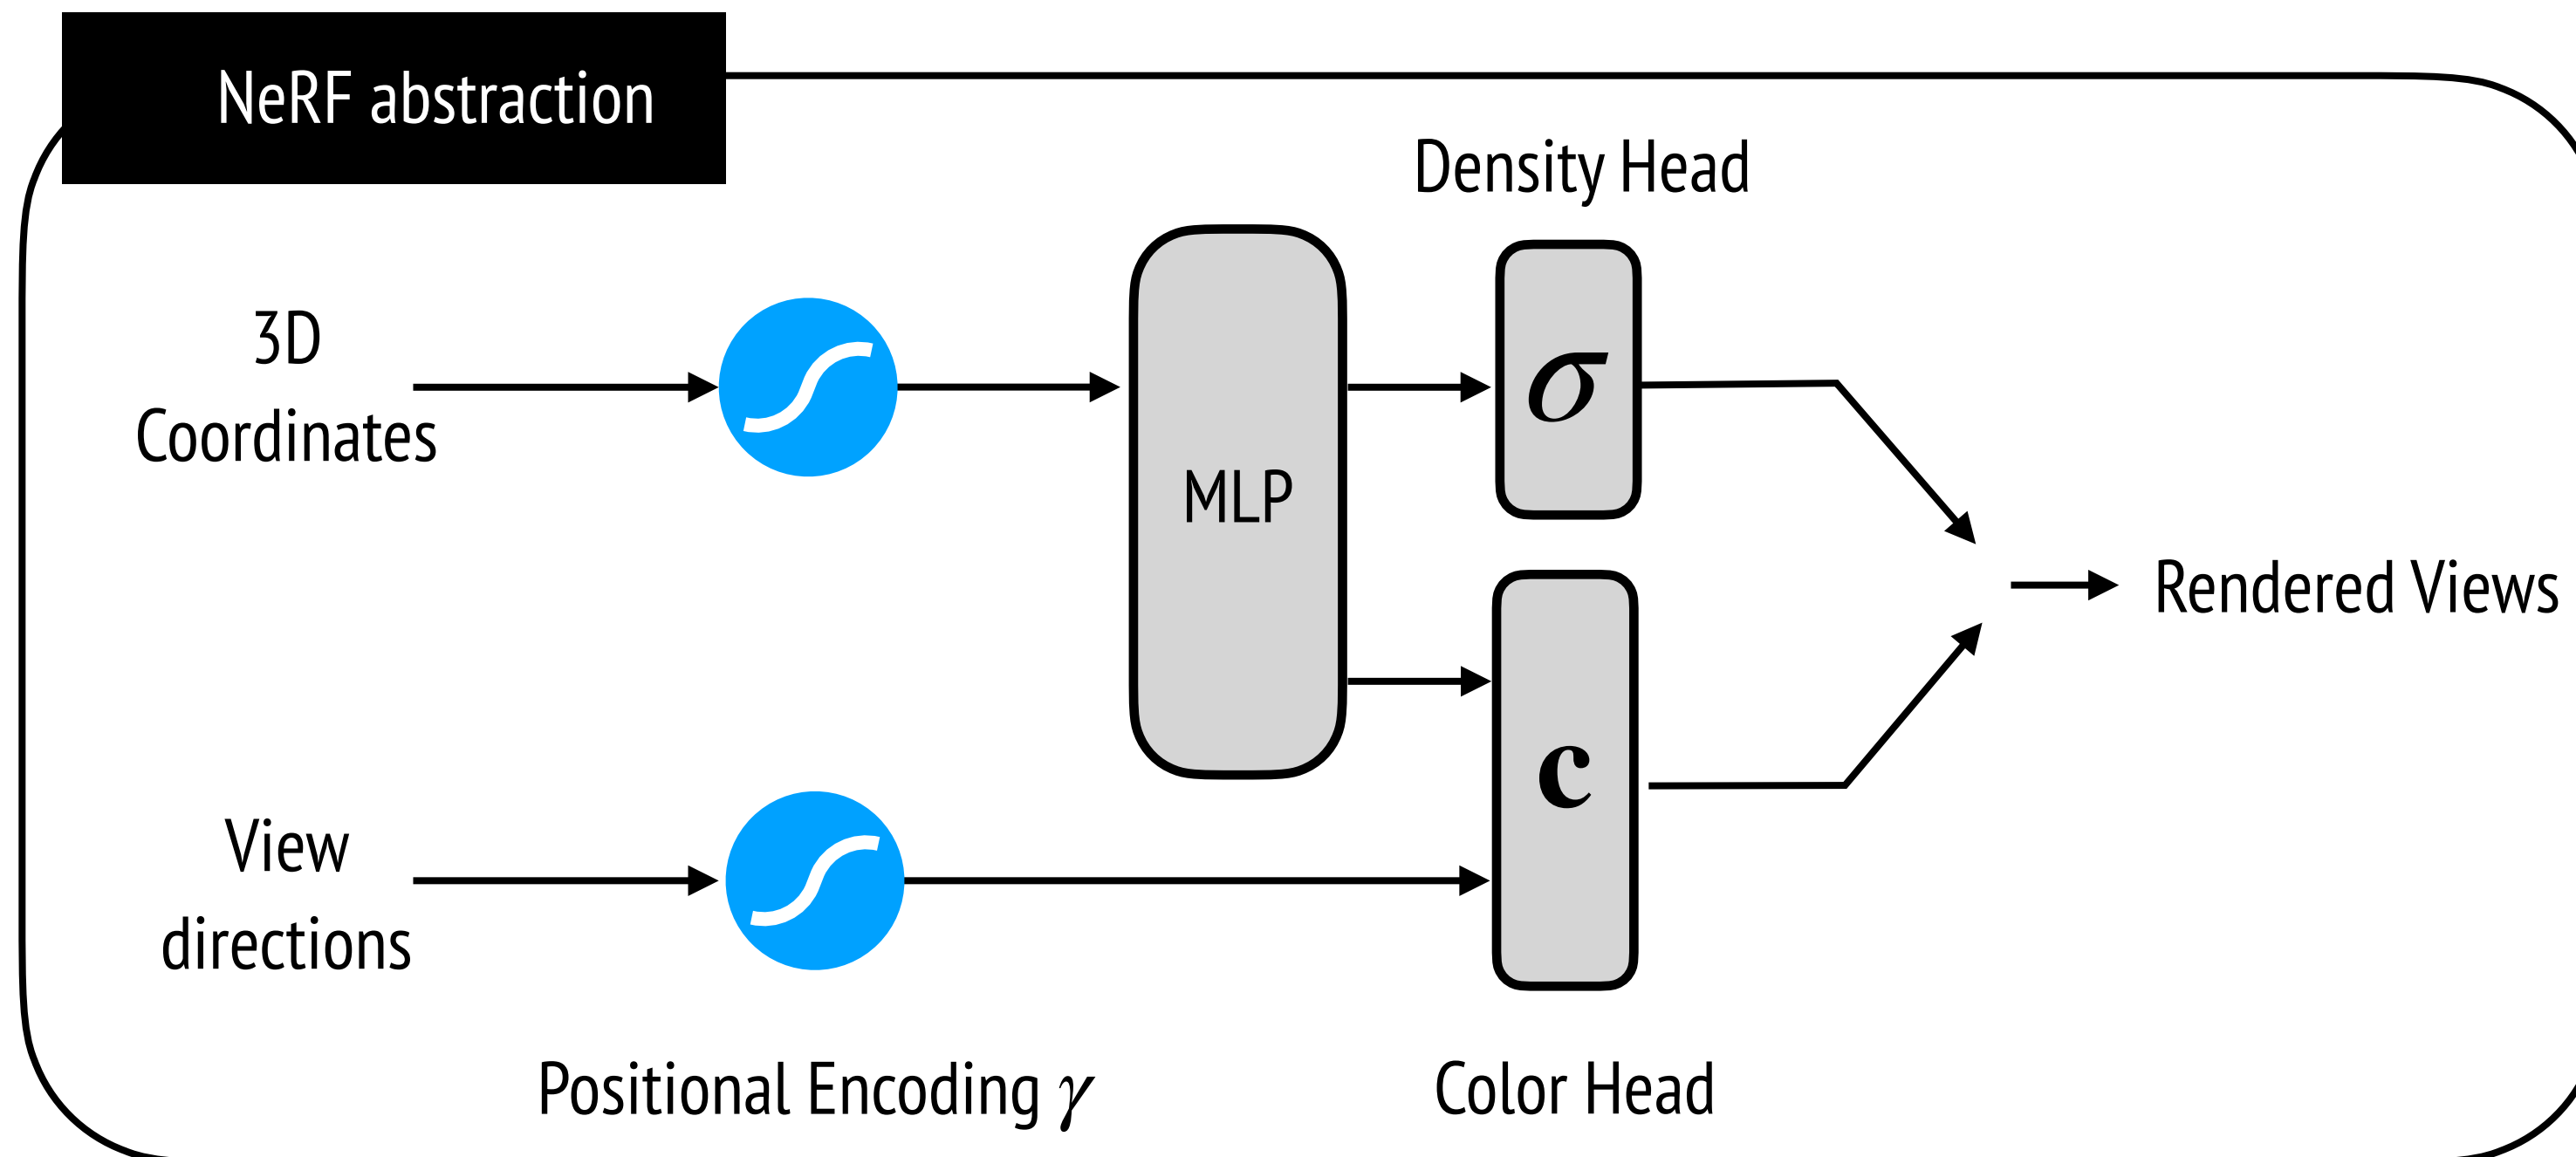 NeRF abstraction
Density Head
3D
Coordinates
σ
MLP
Rendered Views
c
View
directions
Positional Encoding γ
Color Head